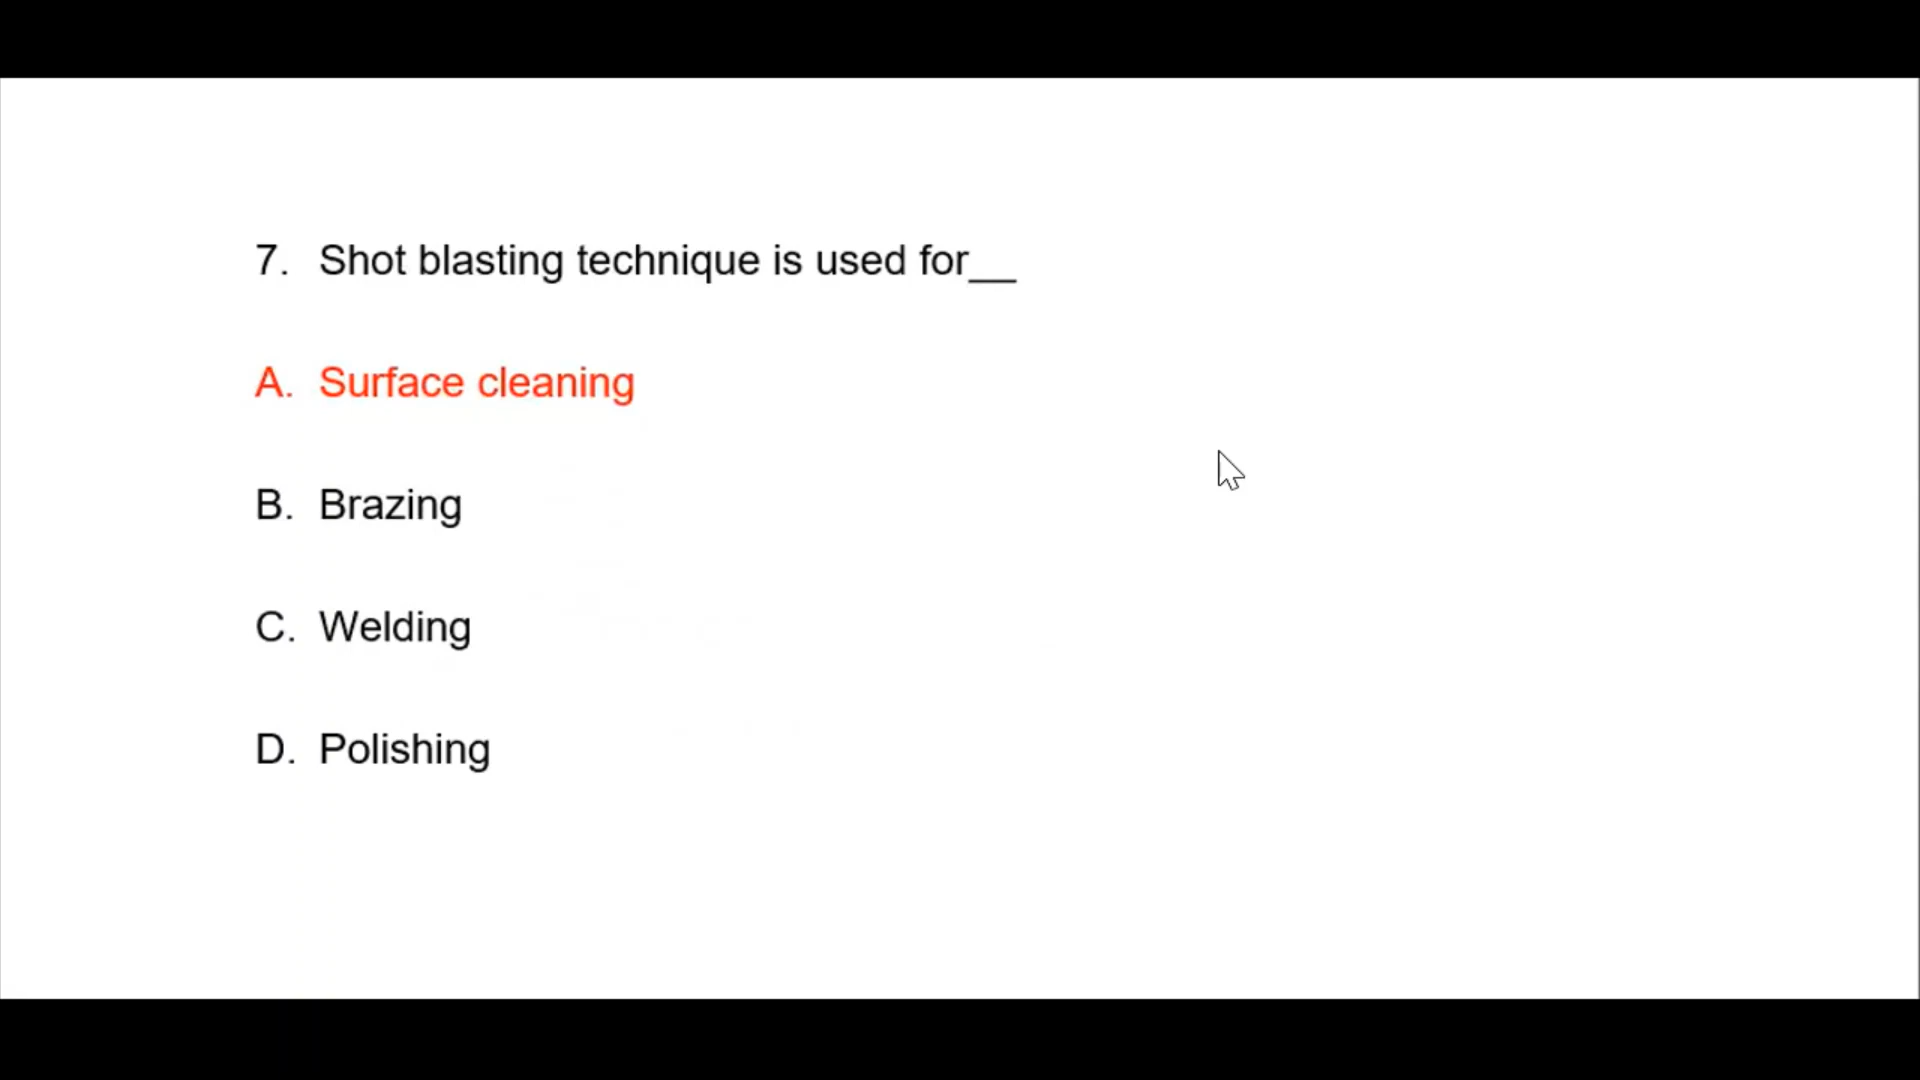 7. Shot blasting technique is used for__
A. Surface cleaning
B. Brazing
C. Welding
D. Polishing